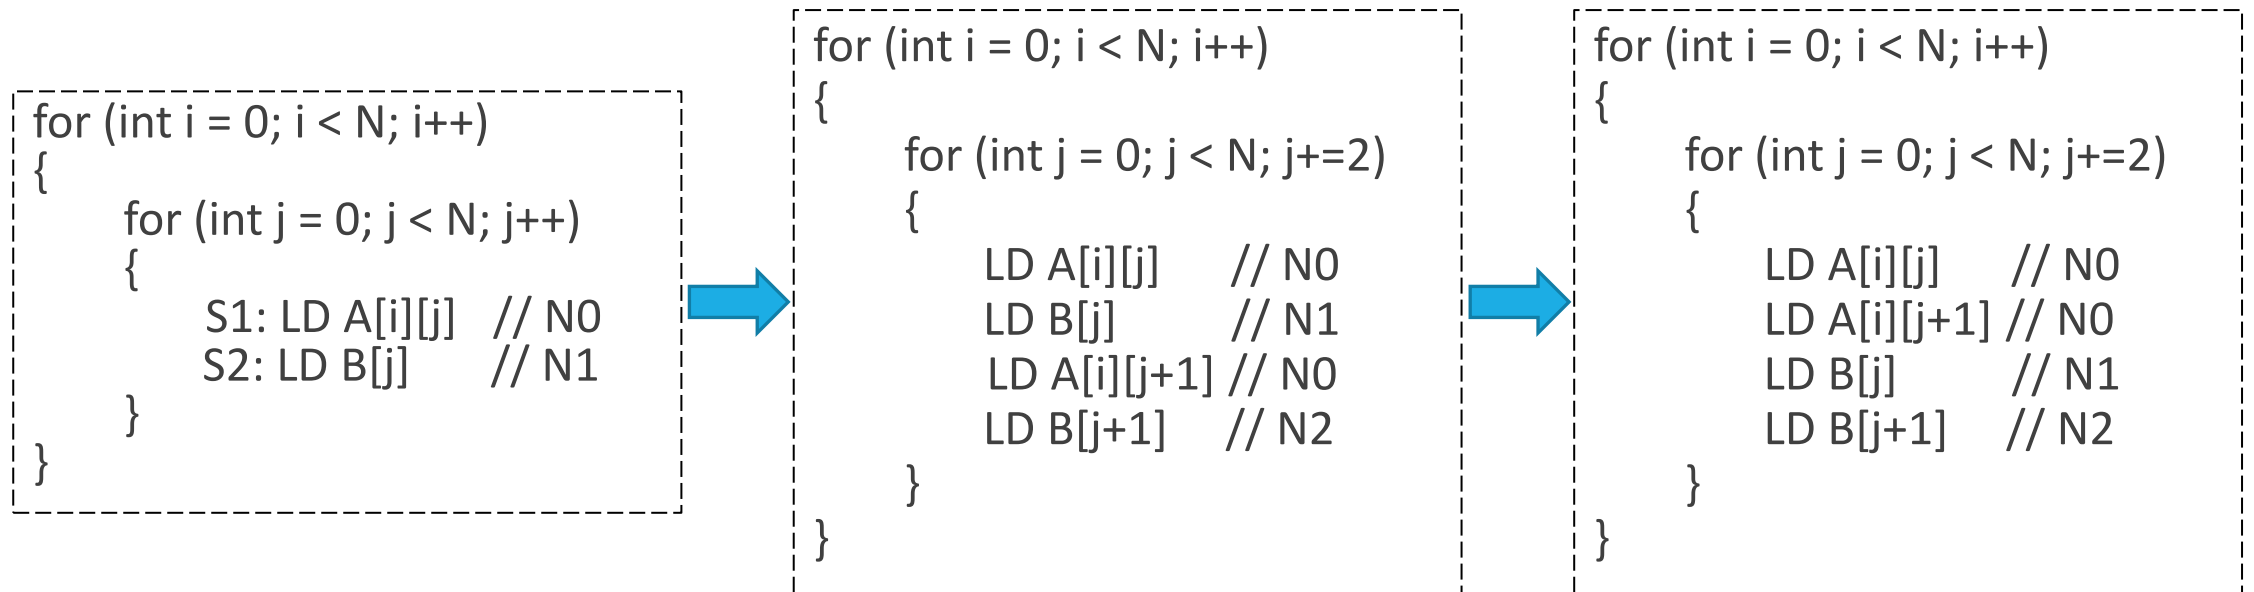 for (int i = 0; i < N; i++)
{
for (int j = 0; j < N; j++)
{
S1: LD A[i][j] // N0
S2: LD B[j] // N1
}
}
for (int i = 0; i < N; i++)
{
for (int j = 0; j < N; j+=2)
{
LD A[i][j] // N0
LD B[j] // N1
LD A[i][j+1] // N0
LD B[j+1] // N2
}
}
for (int i = 0; i < N; i++)
{
for (int j = 0; j < N; j+=2)
{
LD A[i][j] // N0
LD A[i][j+1] // N0
LD B[j] // N1
LD B[j+1] // N2
}
}